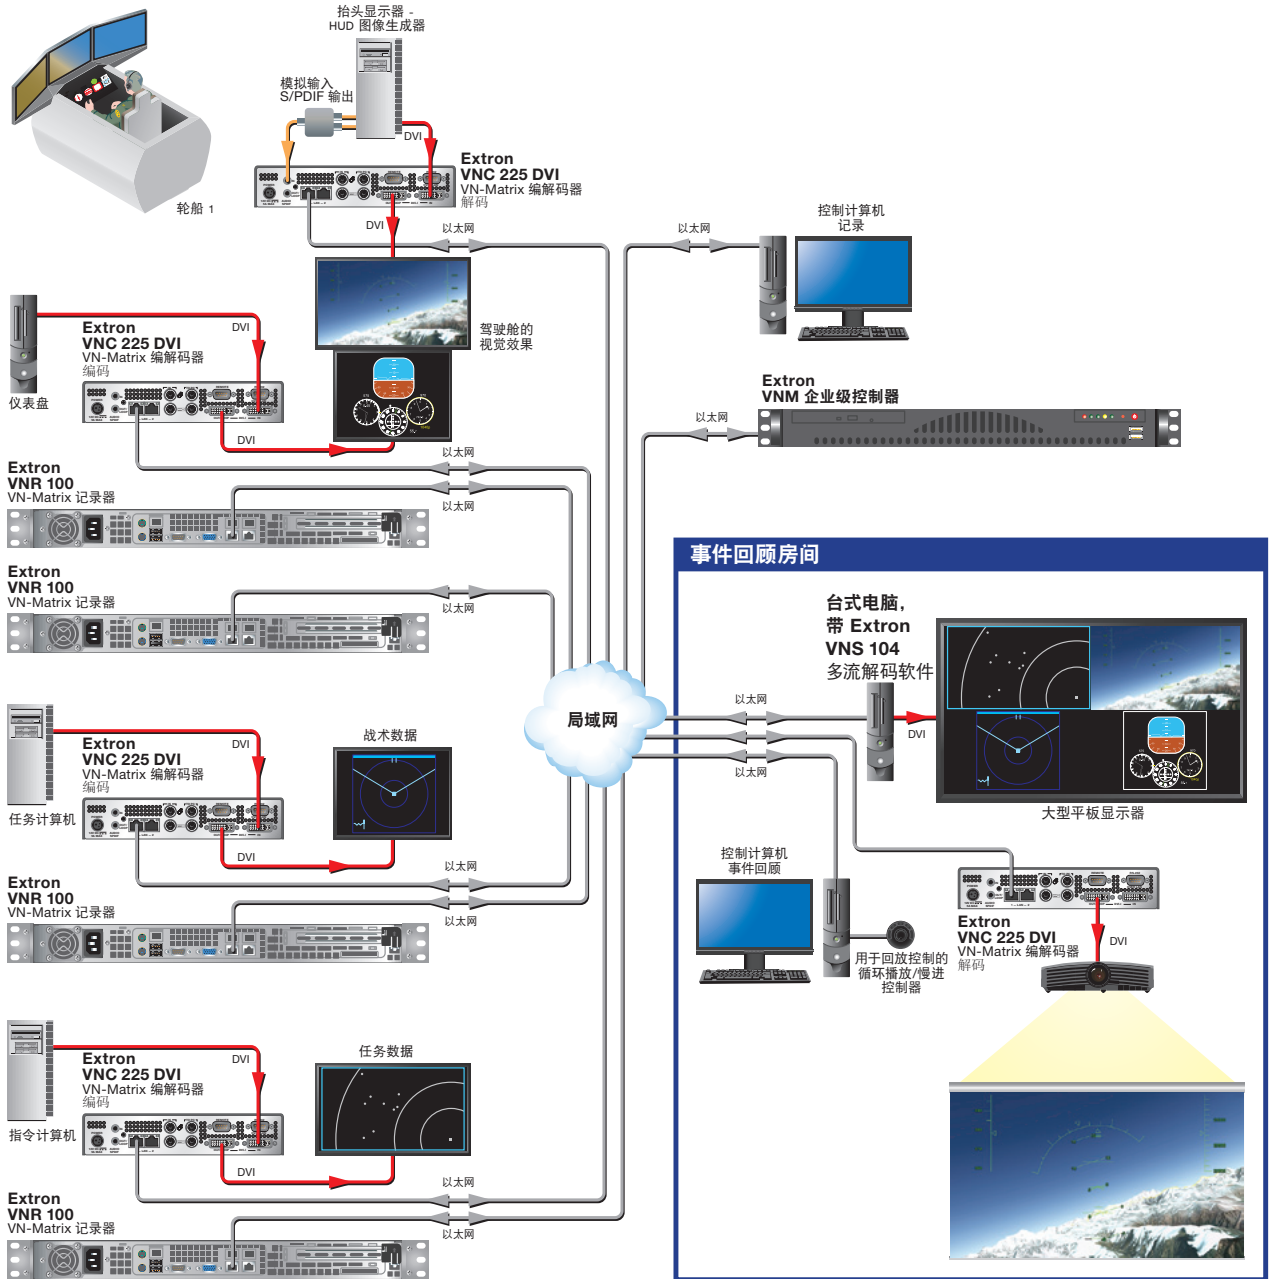 抬头显示器 -
HUD 图像生成器
模拟输入
S/PDIF 输出
DVI
Extron
VNC 225 DVI
VN-Matrix 编解码器
解码
轮船 1
DVI
以太网
以太网
控制计算机
记录
驾驶舱的
视觉效果
仪表盘
Extron
VNC 225 DVI
VN-Matrix 编解码器
编码
DVI
DVI
以太网
Extron
VNM 企业级控制器
以太网
Extron
VNR 100
VN-Matrix 记录器
以太网
Extron
VNR 100
VN-Matrix 记录器
以太网
事件回顾房间
台式电脑，
带 Extron
VNS 104
多流解码软件
局域网
以太网
以太网
DVI
大型平板显示器
任务计算机
Extron
VNC 225 DVI
VN-Matrix 编解码器
编码
DVI
DVI
战术数据
以太网
Extron
VNR 100
VN-Matrix 记录器
以太网
控制计算机
事件回顾
用于回放控制的
循环播放/慢进
控制器
Extron
VNC 225 DVI
VN-Matrix 编解码器
解码
DVI
指令计算机
Extron
VNC 225 DVI
VN-Matrix 编解码器
编码
DVI
DVI
任务数据
以太网
Extron
VNR 100
VN-Matrix 记录器
以太网